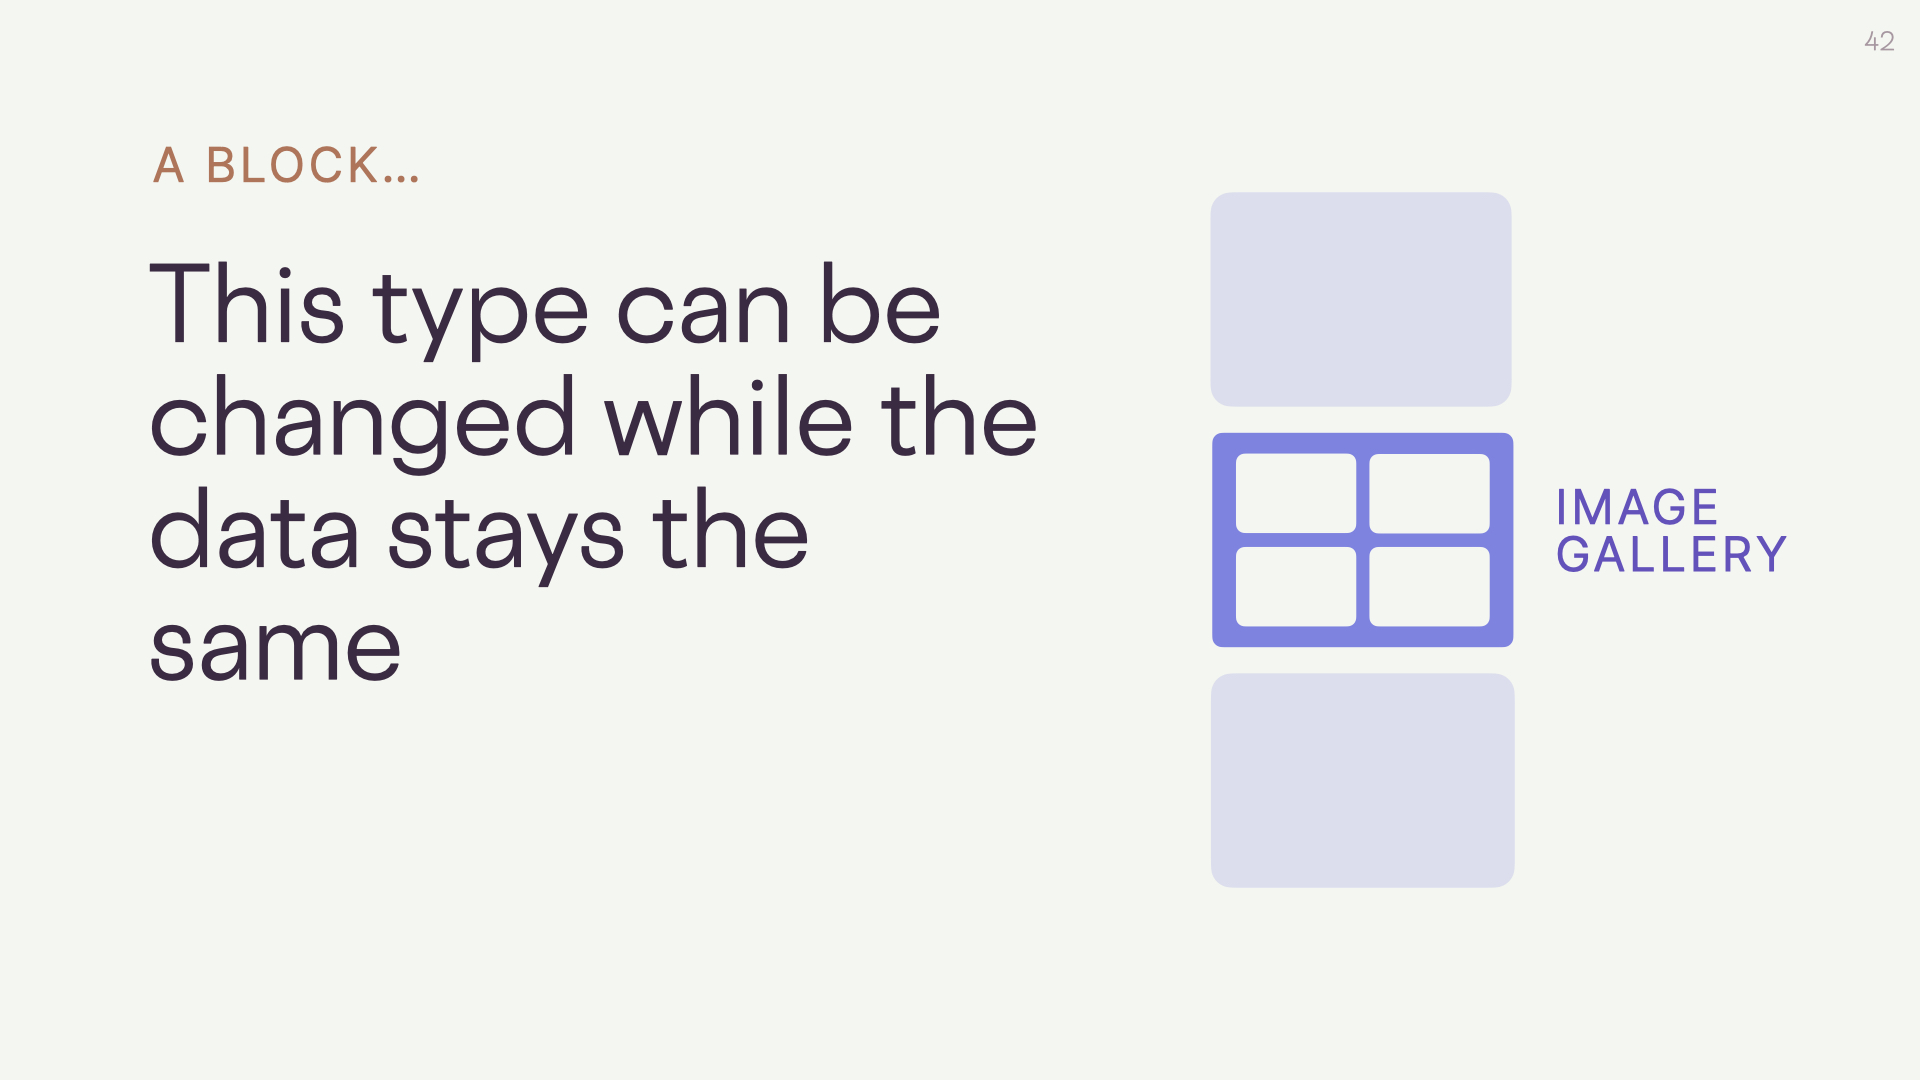 42
A BLOCK...
This type can be
changed while the
data stays the
same
IMAGE
GALLERY